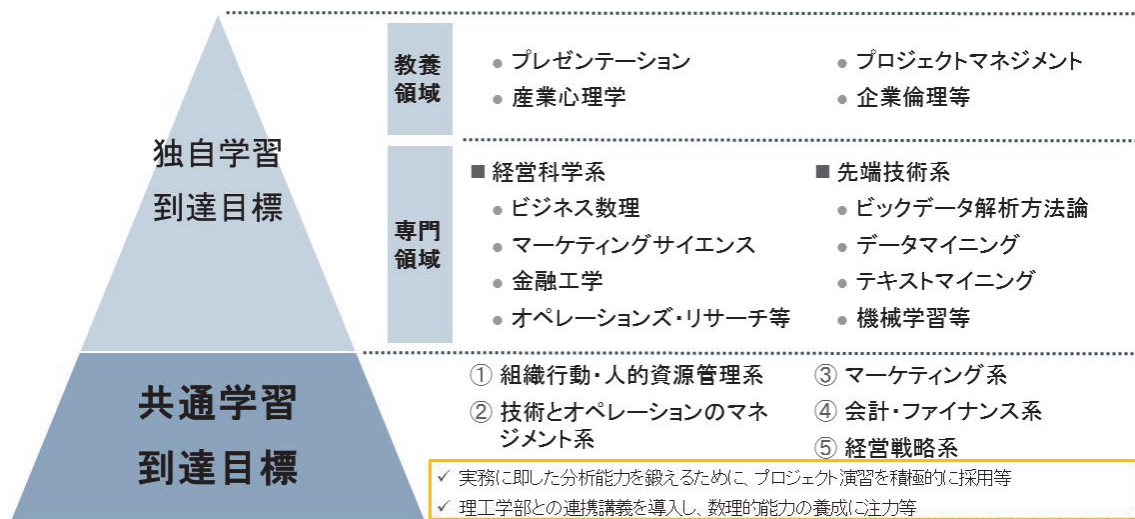 独自学習
到達目標
教養
領域
● プレゼンテーション
● 産業心理学
● プロジェクトマネジメント
● 企業倫理等
専門
領域
■ 経営科学系
● ビジネス数理
● マーケティングサイエンス
● 金融工学
● オペレーションズ・リサーチ等
■ 先端技術系
● ビックデータ解析方法論
● データマイニング
● テキストマイニング
● 機械学習等
共通学習
到達目標
① 組織行動・人的資源管理系
② 技術とオペレーションのマネ
ジメント系
③ マーケティング系
④ 会計・ファイナンス系
⑤ 経営戦略系
✓ 実務に即した分析能力を鍛えるために、プロジェクト演習を積極的に採用等
✓ 理工学部との連携講義を導入し、数理的能力の養成に注力等